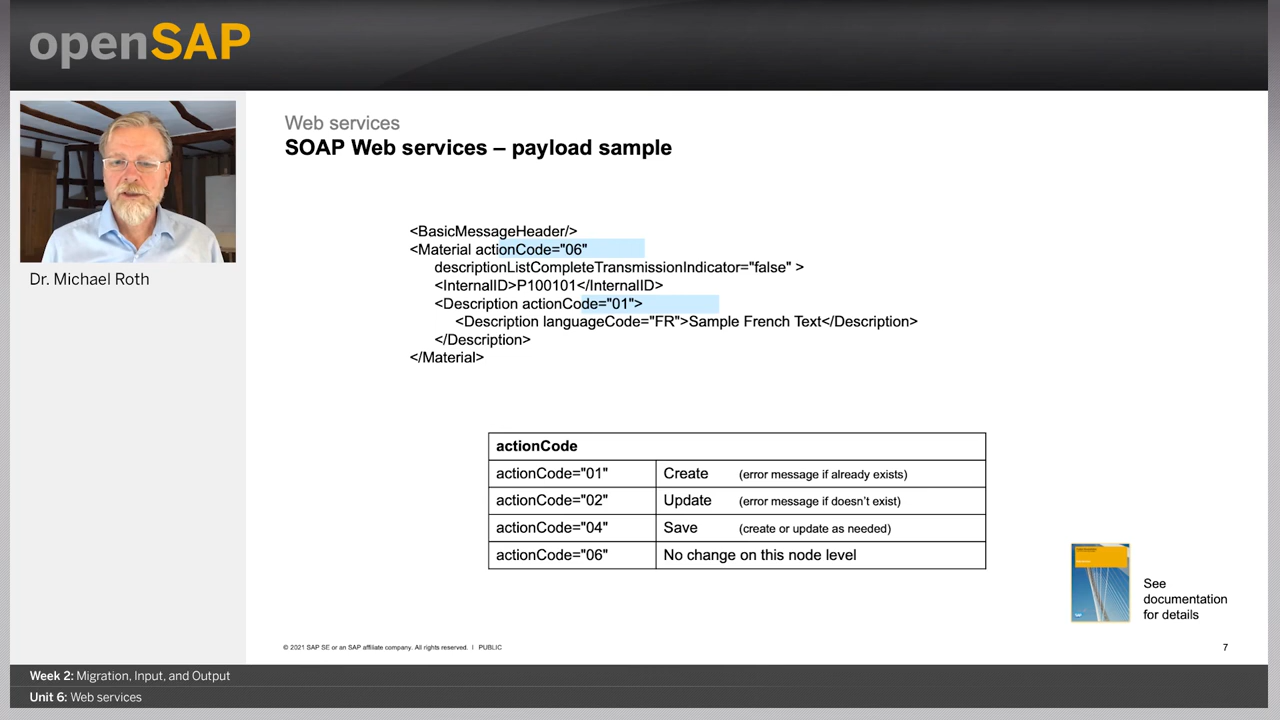 openSAP
Web services
SOAP Web services – payload sample
Dr. Michael Roth
<BasicMessageHeader/>
<Material actionCode="06"
descriptionListCompleteTransmissionIndicator="false" >
<InternalID>P100101</InternalID>
<Description actionCode="01">
<Description languageCode="FR">Sample French Text</Description>
</Description>
</Material>
actionCode
actionCode="01" Create (error message if already exists)
actionCode="02" Update (error message if doesn't exist)
actionCode="04" Save (create or update as needed)
actionCode="06" No change on this node level
See
documentation
for details
© 2021 SAP SE or an SAP affiliate company. All rights reserved. | PUBLIC
7
Week 2: Migration, Input, and Output
Unit 6: Web services